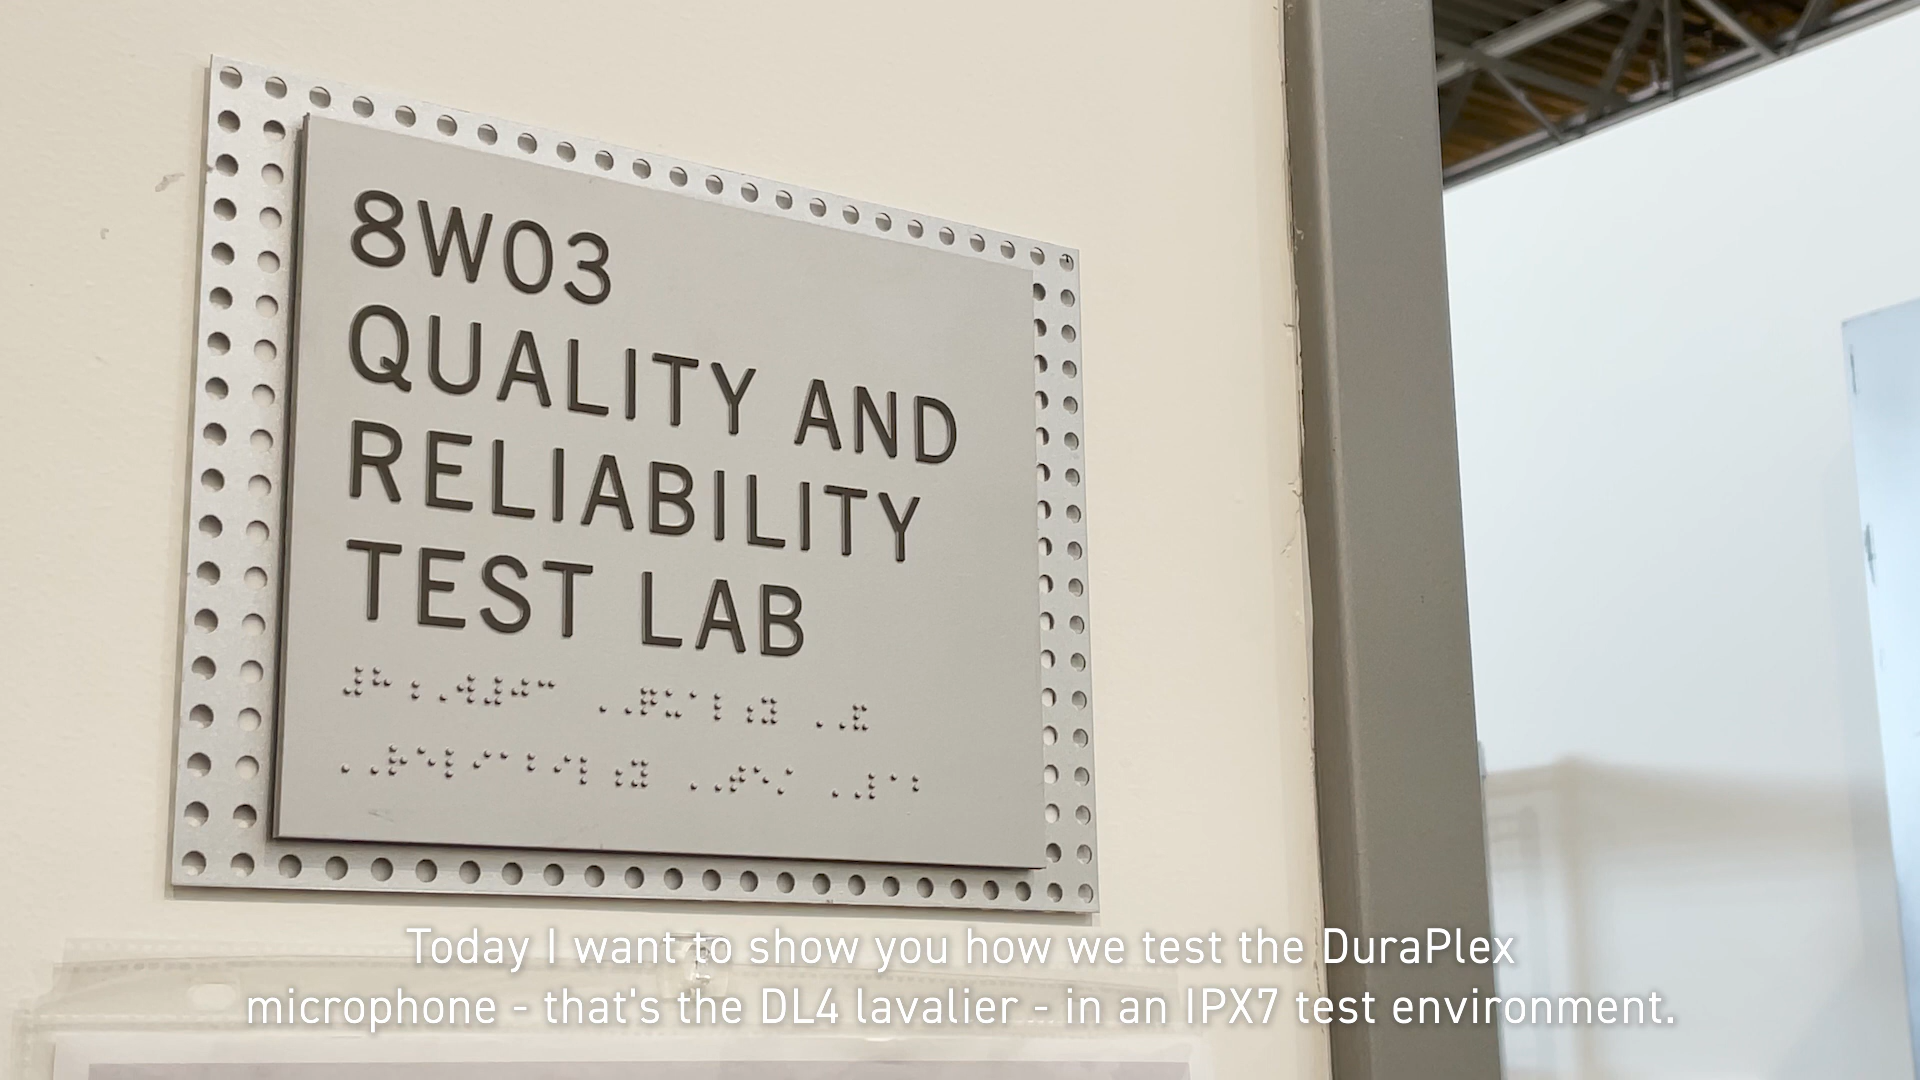 8W03
QUALITY AND
RELIABILITY
TEST LAB
Today I want to show you how we test the DuraPlex
microphone - that's the DL4 lavalier - in an IPX7 test environment.